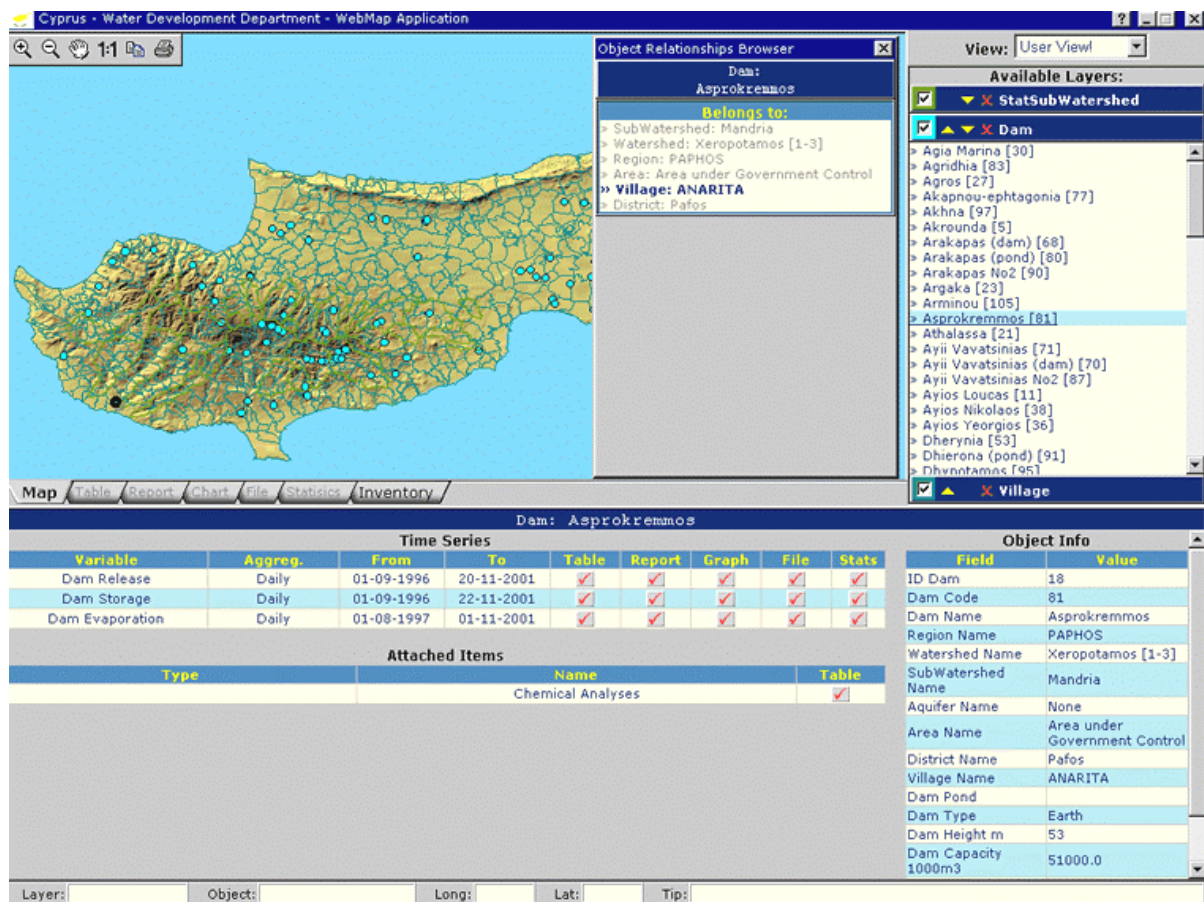 Cyprus - Water Development Department - WebMap Application
1:1
Object Relationships Browser
Dam:
Asprokremmos
Belongs to:
» SubWatershed: Mandria
» Watershed: Xeropotamos [1-3]
» Region: PAPHOS
» Area: Area under Government Control
» Village: ANARITA
» District: Pafos
View: User View!
Available Layers:
StatSubWatershed
Dam
» Agia Marina [30]
» Agridhia [83]
» Agros [27]
» Akapnou-ephtagonia [77]
» Akhna [97]
» Akrounda [5]
» Arakapas (dam) [68]
» Arakapas (pond) [80]
» Arakapas No2 [90]
» Argaka [23]
» Arminou [105]
» Asprokremmos [81]
» Athalassa [21]
» Ayii Vavatsinias [71]
» Ayii Vavatsinias (dam) [70]
» Ayii Vavatsinias No2 [87]
» Ayios Loucas [11]
» Ayios Nikolaos [38]
» Ayios Yeorgios [36]
» Dherynia [53]
» Dhierona (pond) [91]
» Dhypotamos [95]
Village
Map Table Report Chart File Statisics Inventory
Dam: Asprokremmos
Time Series
Variable Aggreg. From To Table Report Graph File Stats
Dam Release Daily 01-09-1996 20-11-2001
Dam Storage Daily 01-09-1996 22-11-2001
Dam Evaporation Daily 01-08-1997 01-11-2001
Attached Items
Type Name Table
Chemical Analyses
Object Info
Field Value
ID Dam 18
Dam Code 81
Dam Name Asprokremmos
Region Name PAPHOS
Watershed Name Xeropotamos [1-3]
SubWatershed
Name Mandria
Aquifer Name None
Area Name Area under
Government Control
District Name Pafos
Village Name ANARITA
Dam Pond
Dam Type Earth
Dam Height m 53
Dam Capacity
1000m3 51000.0
Layer: Object: Long: Lat: Tip: